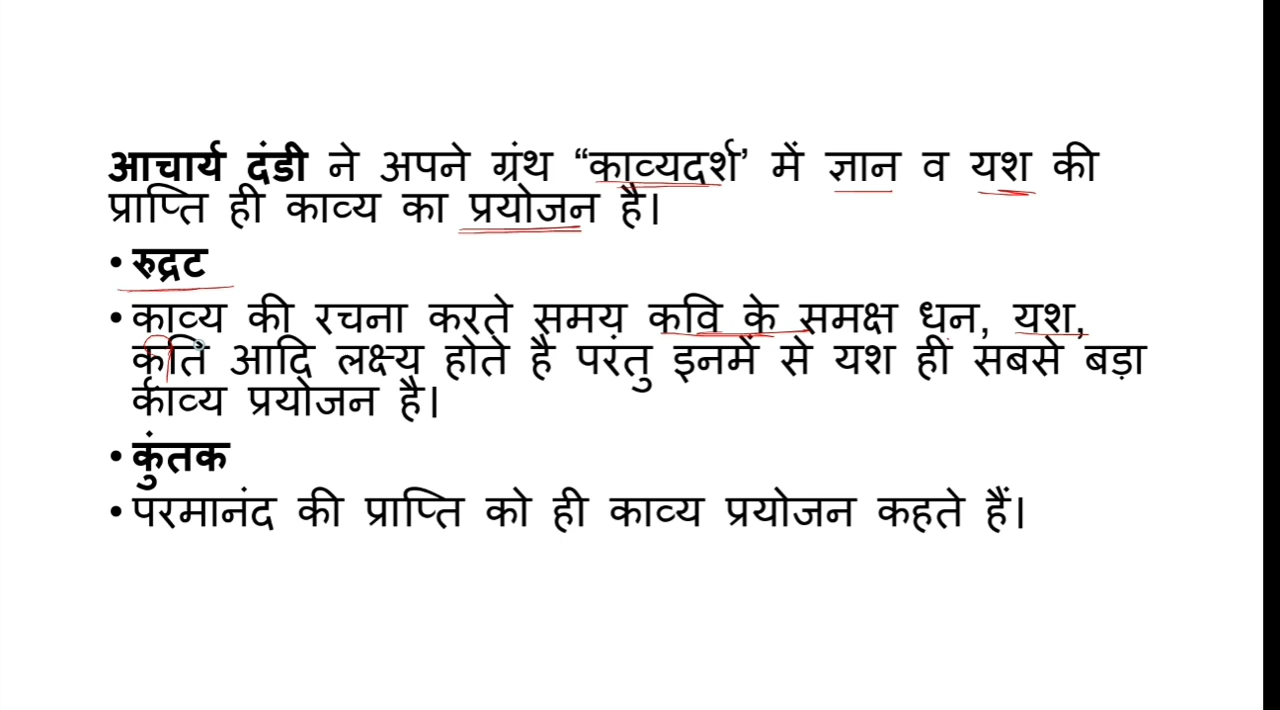 आचार्य दंडी ने अपने ग्रंथ “काव्यदर्श’ में ज्ञान व यश की
प्राप्ति ही काव्य का प्रयोजन है।
• रुद्रट
• काव्य की रचना करते समय कवि के समक्ष धन, यश,
कति आदि लक्ष्य होते है परंतु इनमें से यश ही सबसे बड़ा
काव्य प्रयोजन है।
• कुंतक
• परमानंद की प्राप्ति को ही काव्य प्रयोजन कहते हैं।